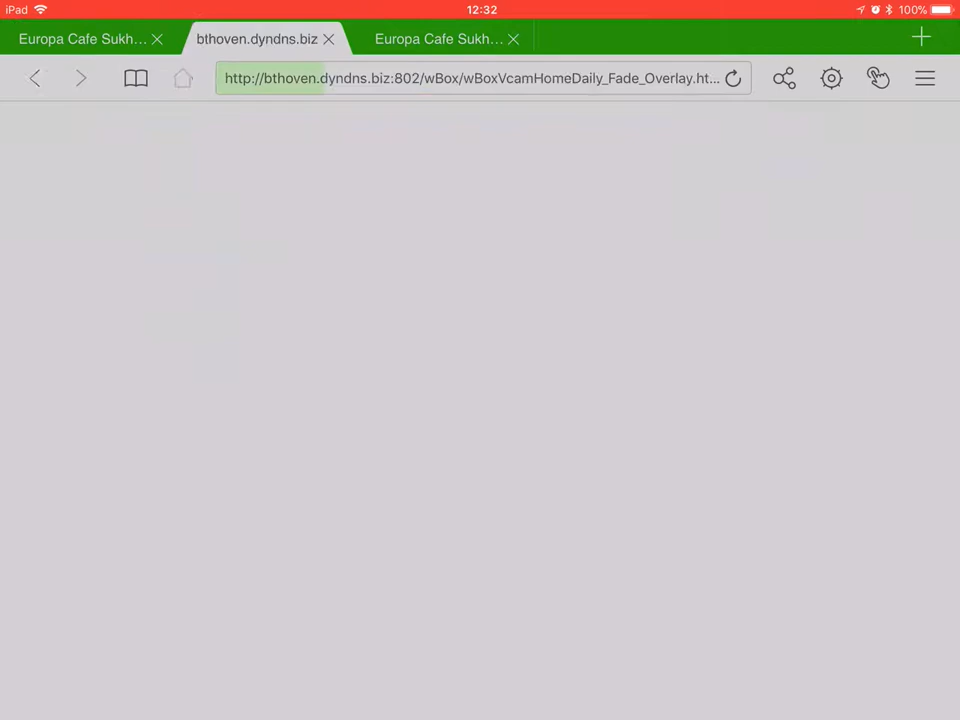 iPad 12:32 100%
Europa Cafe Sukh... bthoven.dyndns.biz Europa Cafe Sukh...
http://bthoven.dyndns.biz:802/wBox/wBoxVcamHomeDaily_Fade_Overlay.ht...